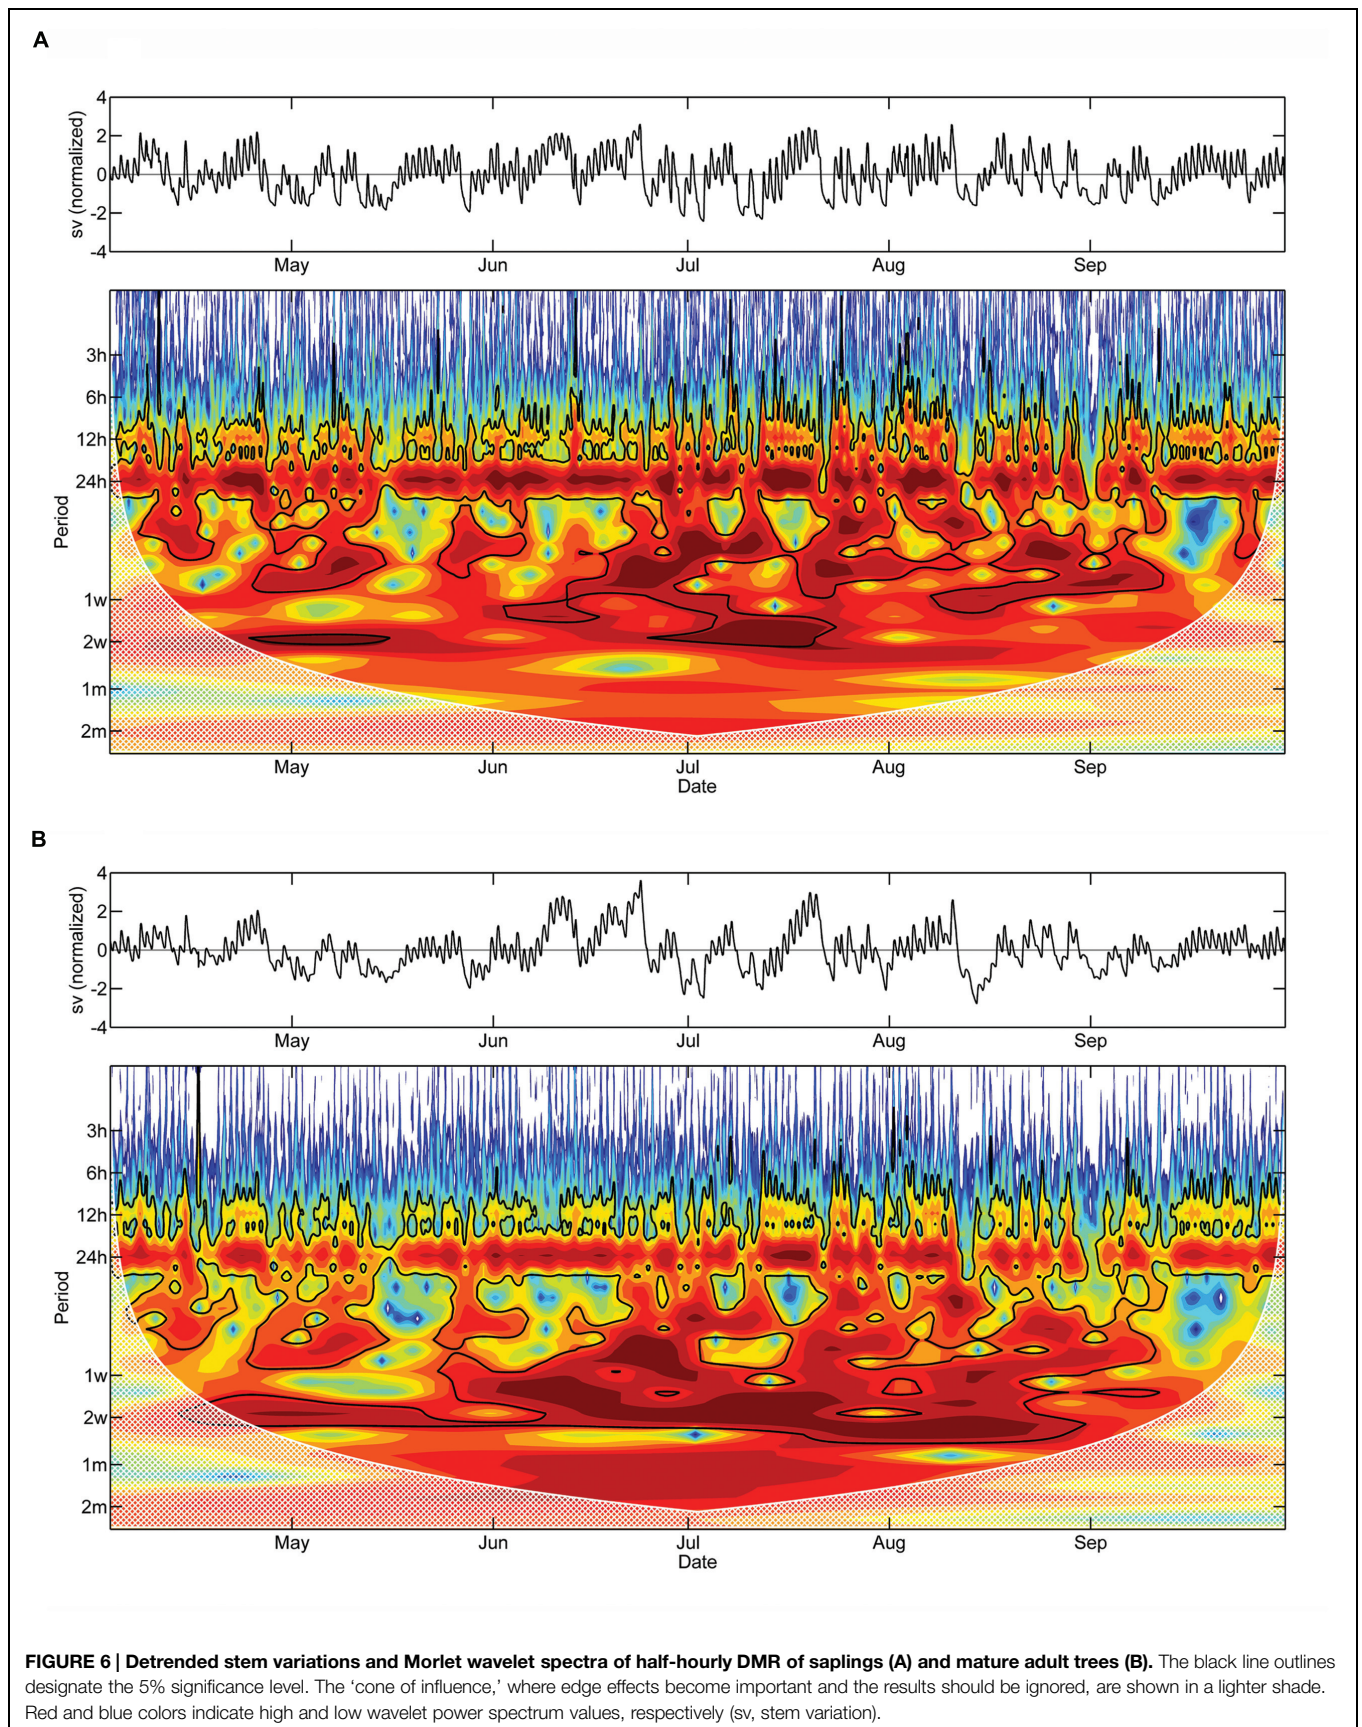 A
4
2
0
-2
-4
sv (normalized)
May Jun Jul Aug Sep
3h
6h
12h
24h
1w
2w
1m
2m
Period
May Jun Jul Aug Sep
Date
B
4
2
0
-2
-4
sv (normalized)
May Jun Jul Aug Sep
3h
6h
12h
24h
1w
2w
1m
2m
Period
May Jun Jul Aug Sep
Date
FIGURE 6 | Detrended stem variations and Morlet wavelet spectra of half-hourly DMR of saplings (A) and mature adult trees (B). The black line outlines
designate the 5% significance level. The ‘cone of influence,’ where edge effects become important and the results should be ignored, are shown in a lighter shade.
Red and blue colors indicate high and low wavelet power spectrum values, respectively (sv, stem variation).